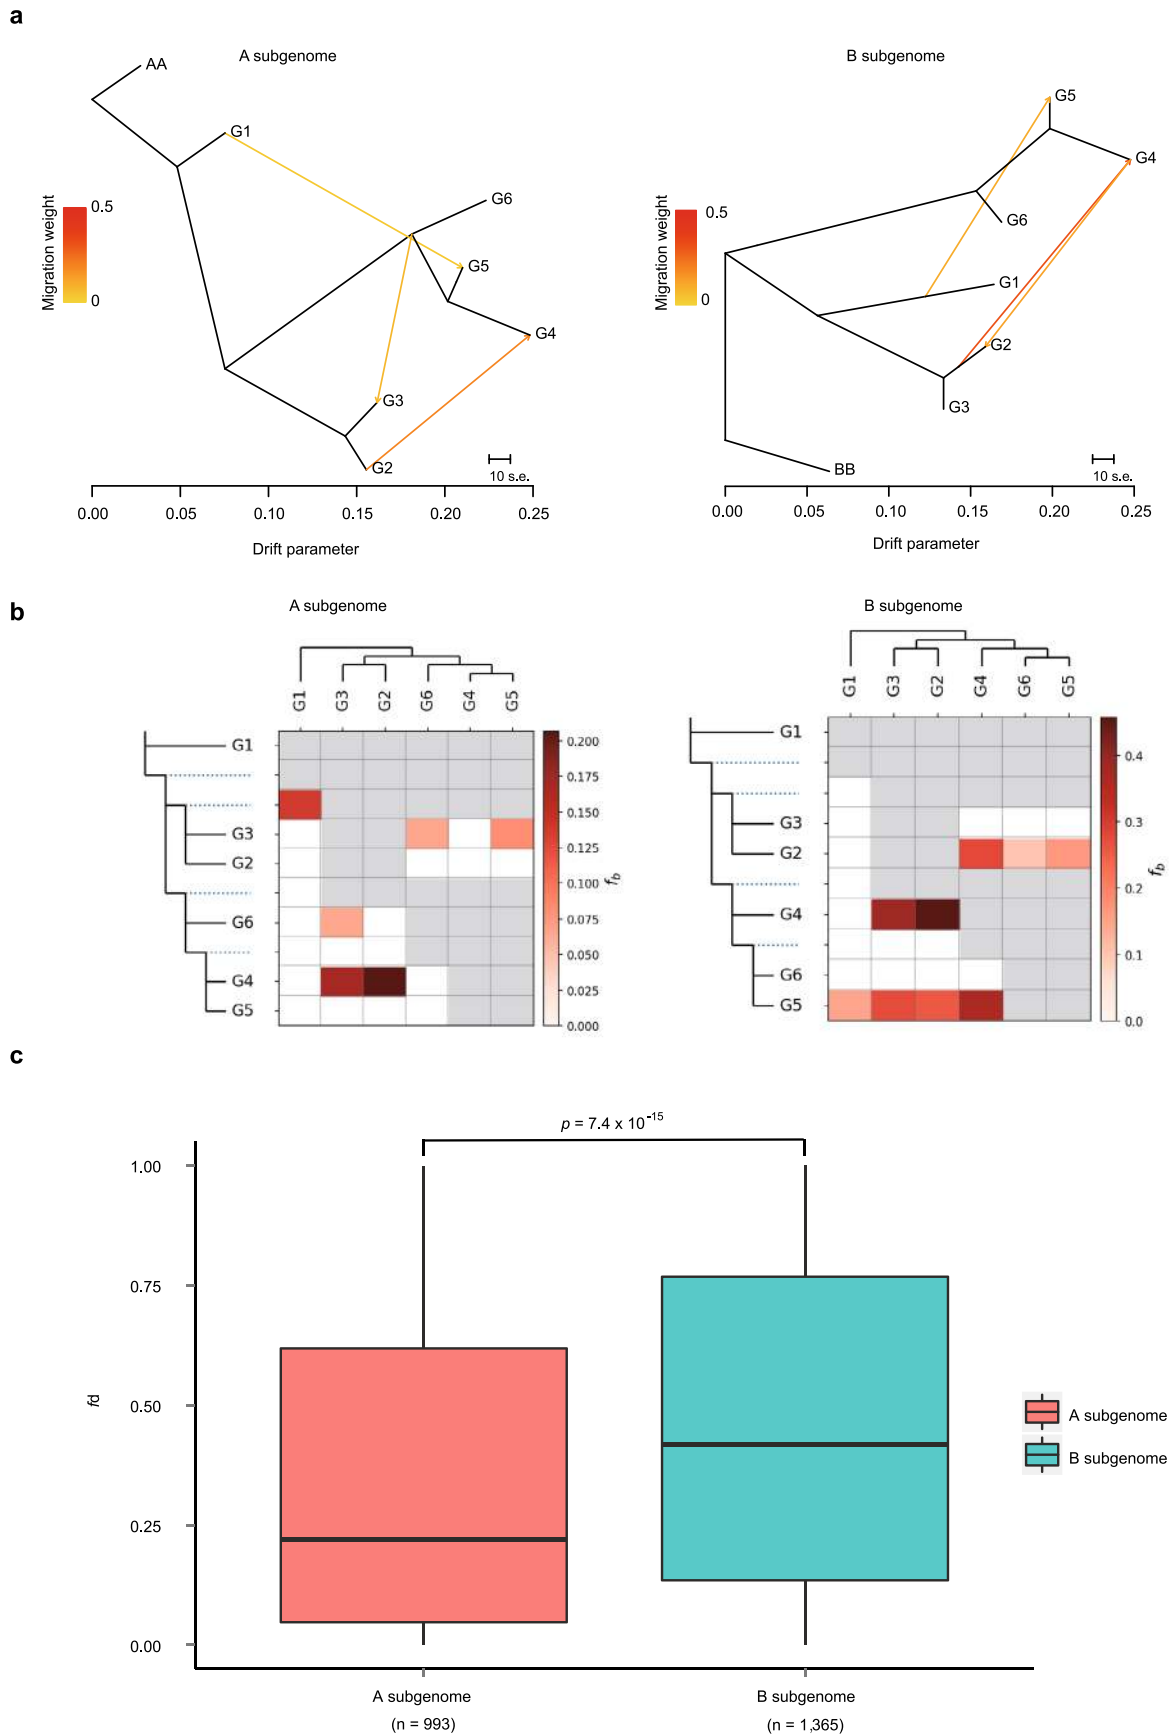 a
A subgenome
B subgenome
AA
G1
G6
G5
G4
G3
G2
Migration weight
0.5
0
10 s.e.
0.00 0.05 0.10 0.15 0.20 0.25
Drift parameter
G5
G4
G6
G1
G2
G3
BB
Migration weight
0.5
0
10 s.e.
0.00 0.05 0.10 0.15 0.20 0.25
Drift parameter
b
A subgenome
G1 G3 G2 G6 G4 G5
G1
G3
G2
G6
G4
G5
0.200
0.175
0.150
0.125
0.100
0.075
0.050
0.025
0.000
fb
B subgenome
G1 G3 G2 G4 G6 G5
G1
G3
G2
G4
G6
G5
0.4
0.3
0.2
0.1
0.0
fb
c
p = 7.4 x 10-15
1.00
0.75
0.50
0.25
0.00
fd
A subgenome
(n = 993)
B subgenome
(n = 1,365)
A subgenome
B subgenome